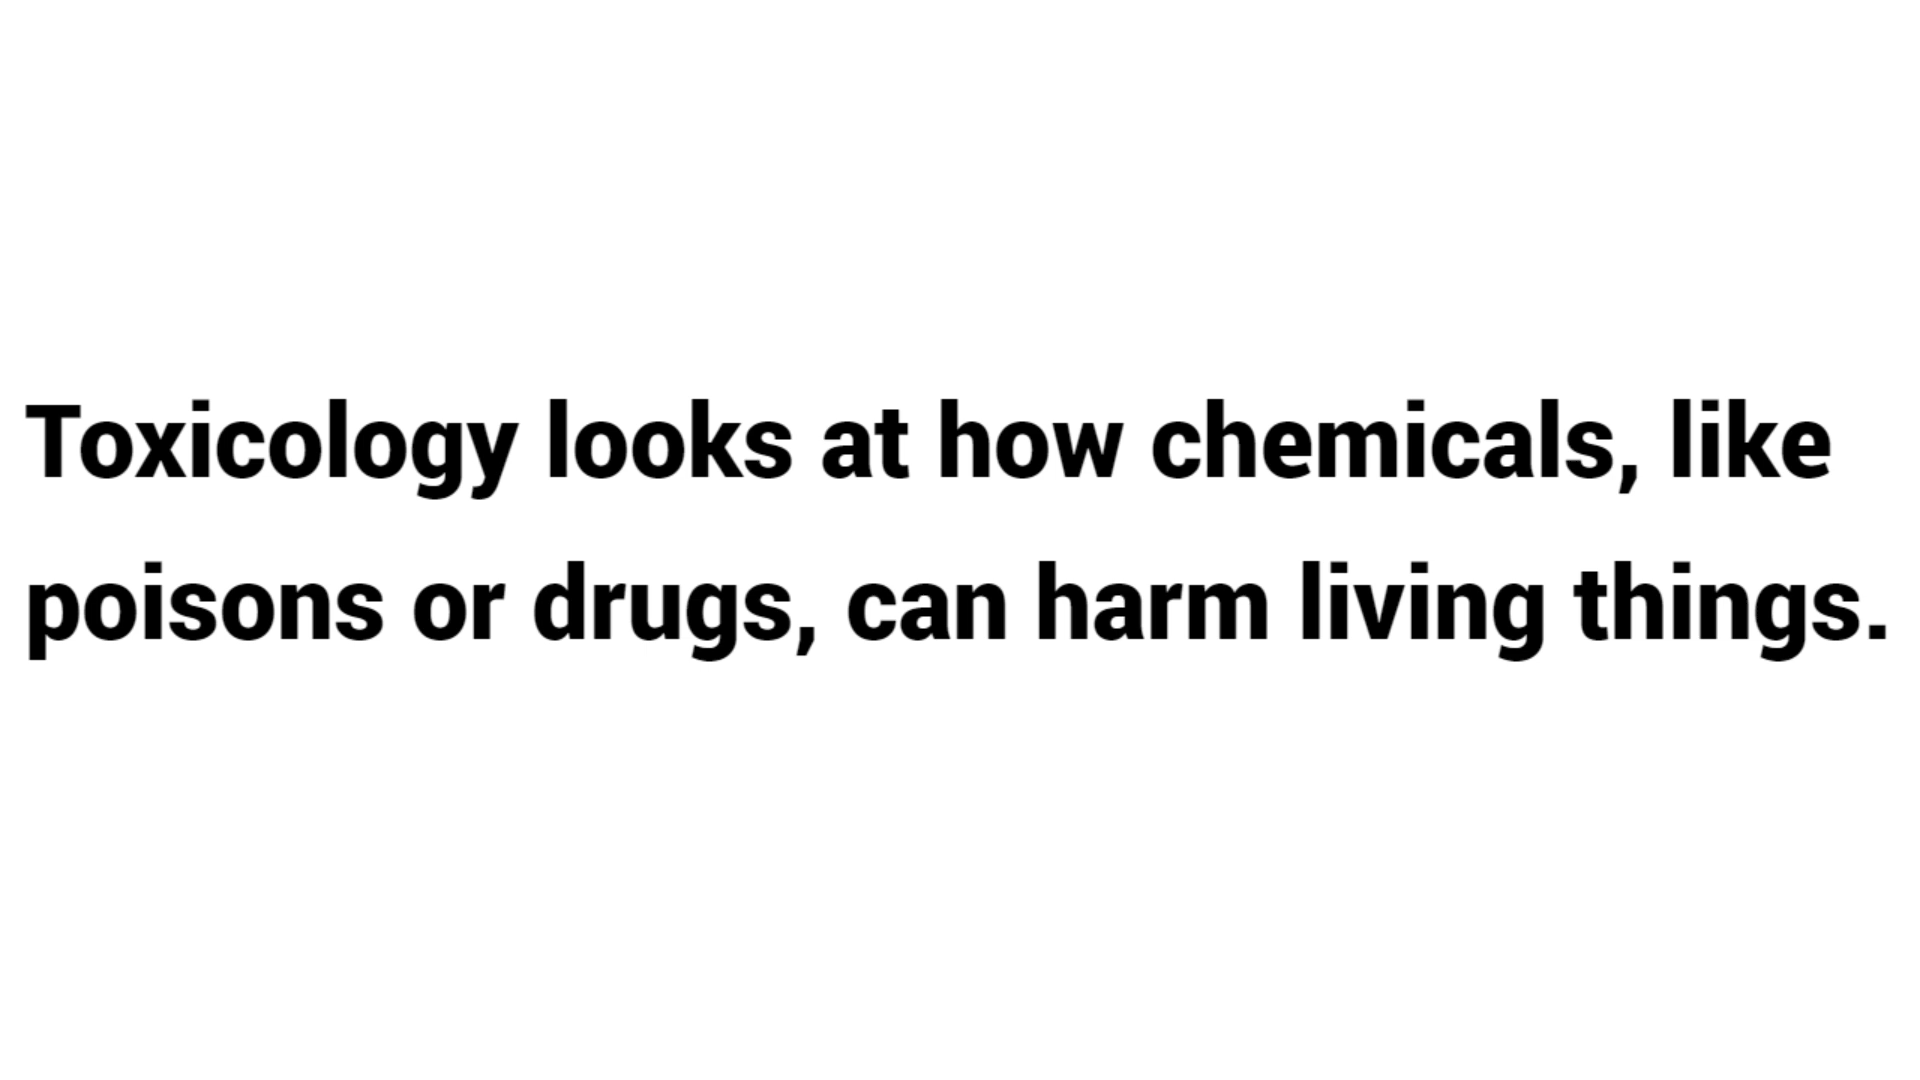 Toxicology looks at how chemicals, like
poisons or drugs, can harm living things.